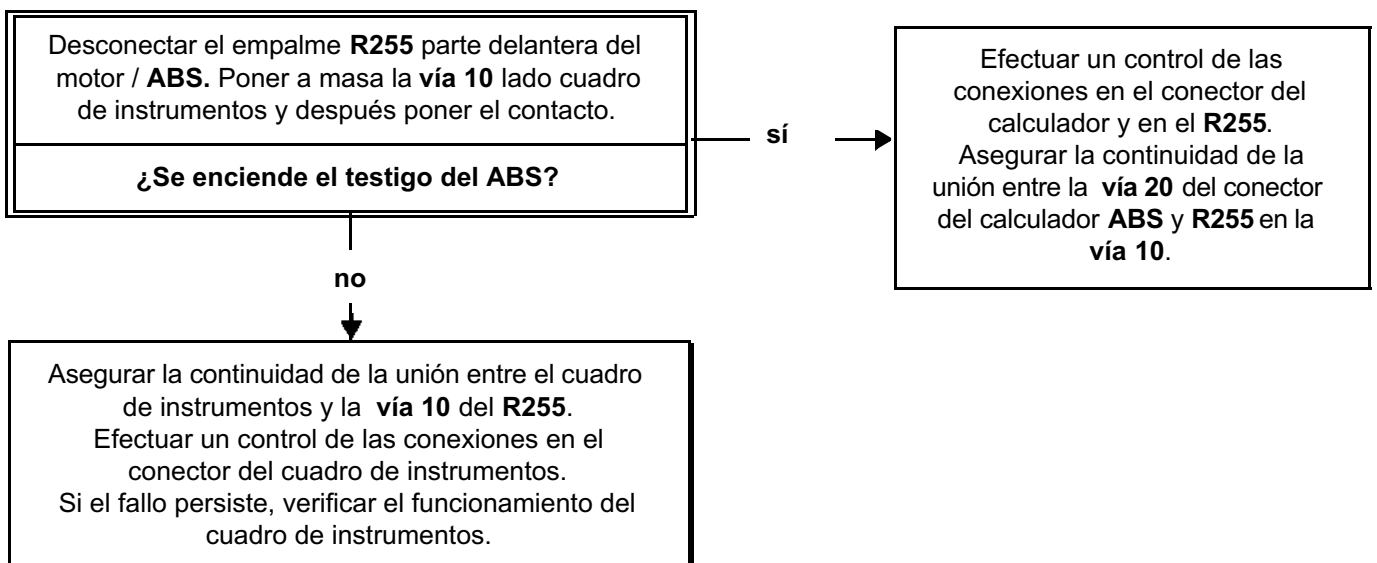 Desconectar el empalme R255 parte delantera del
motor / ABS. Poner a masa la vía 10 lado cuadro
de instrumentos y después poner el contacto.
¿Se enciende el testigo del ABS?
sí
Efectuar un control de las
conexiones en el conector del
calculador y en el R255.
Asegurar la continuidad de la
unión entre la vía 20 del conector
del calculador ABS y R255 en la
vía 10.
no
Asegurar la continuidad de la unión entre el cuadro
de instrumentos y la vía 10 del R255.
Efectuar un control de las conexiones en el
conector del cuadro de instrumentos.
Si el fallo persiste, verificar el funcionamiento del
cuadro de instrumentos.